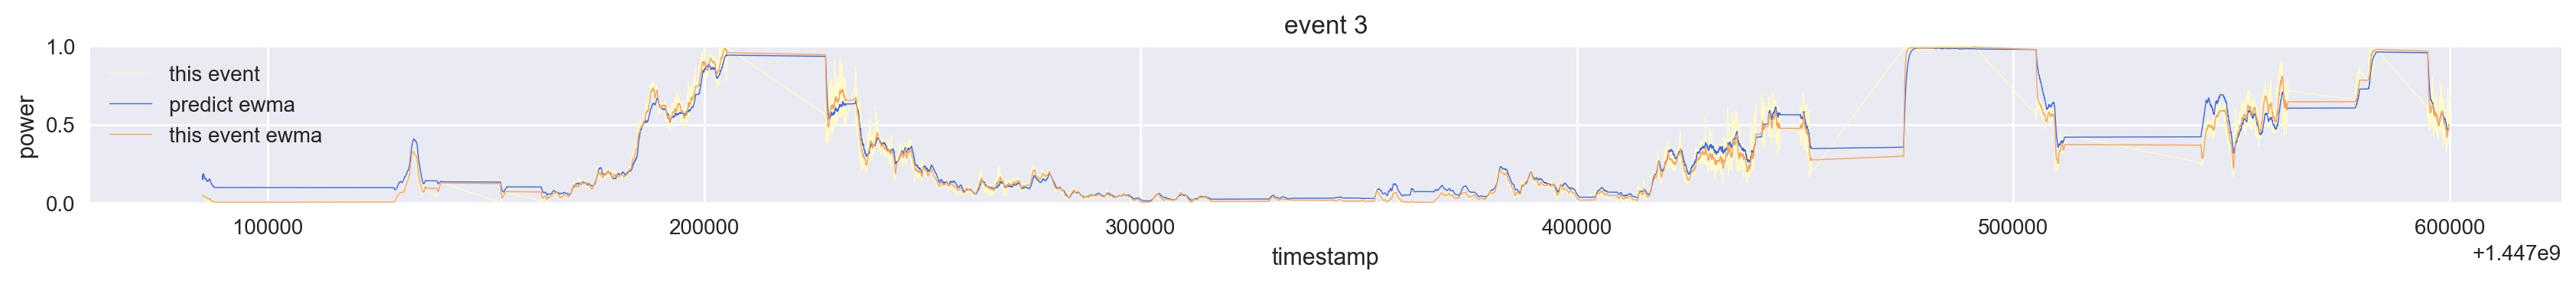 event 3
1.0
0.5
0.0
power
this event
predict ewma
this event ewma
100000 200000 300000 400000 500000 600000
timestamp
+1.447e9